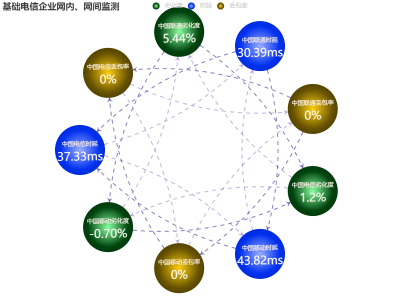 基础电信企业网内、网间监测
劣化度 时延 丢包率
中国联通劣化度
5.44%
中国联通时延
30.39ms
中国电信丢包率
0%
中国联通丢包率
0%
中国电信时延
37.33ms
中国电信劣化度
1.2%
中国移动劣化度
-0.70%
中国移动时延
43.82ms
中国移动丢包率
0%